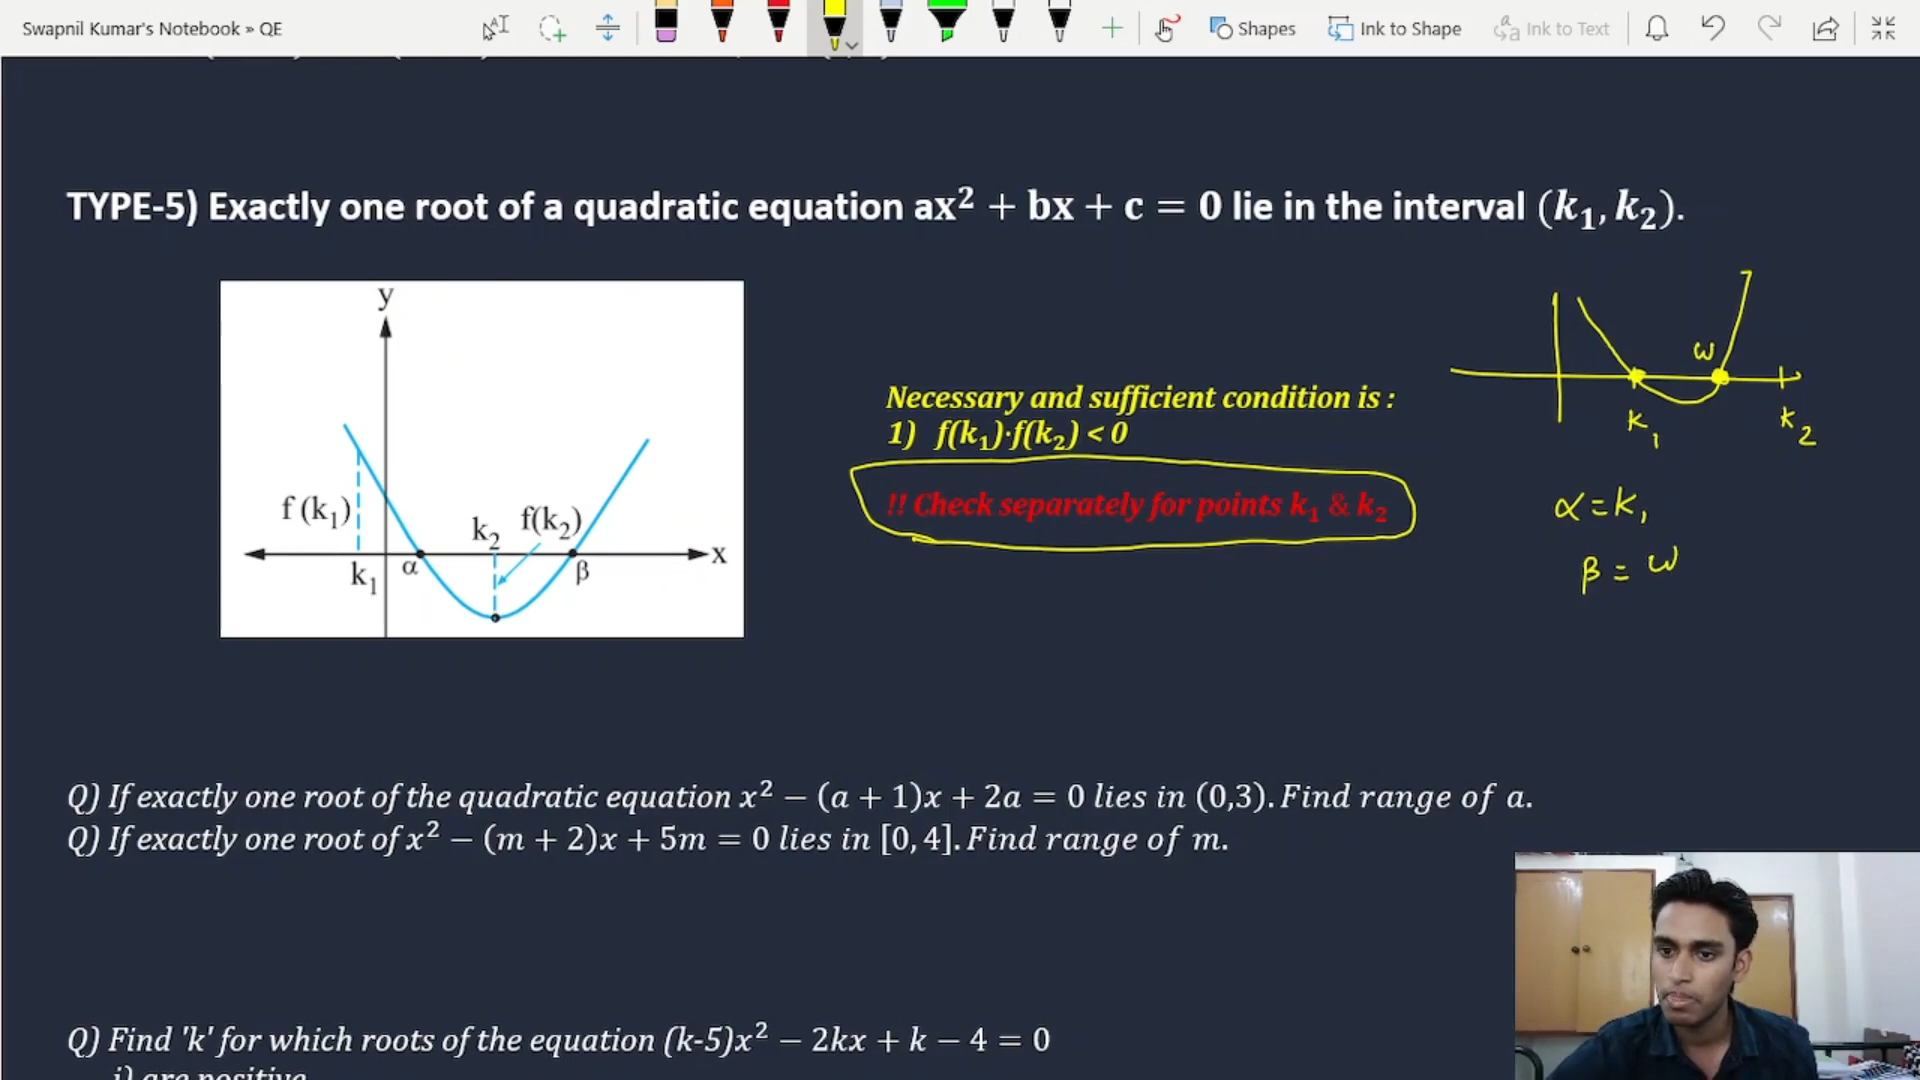 Swapnil Kumar's Notebook » QE
Shapes
Ink to Shape
Ink to Text
TYPE-5) Exactly one root of a quadratic equation ax² + bx + c = 0 lie in the interval (k₁, k₂).
y
f (k₁)
k₂
f(k₂)
x
k₁
α
β
Necessary and sufficient condition is :
1) f(k₁)·f(k₂) < 0
!! Check separately for points k₁ & k₂
ω
k₁
k₂
α = k₁
β = ω
Q) If exactly one root of the quadratic equation x² − (a + 1)x + 2a = 0 lies in (0,3). Find range of a.
Q) If exactly one root of x² − (m + 2)x + 5m = 0 lies in [0, 4]. Find range of m.
Q) Find 'k' for which roots of the equation (k-5)x² − 2kx + k − 4 = 0
i) are positive